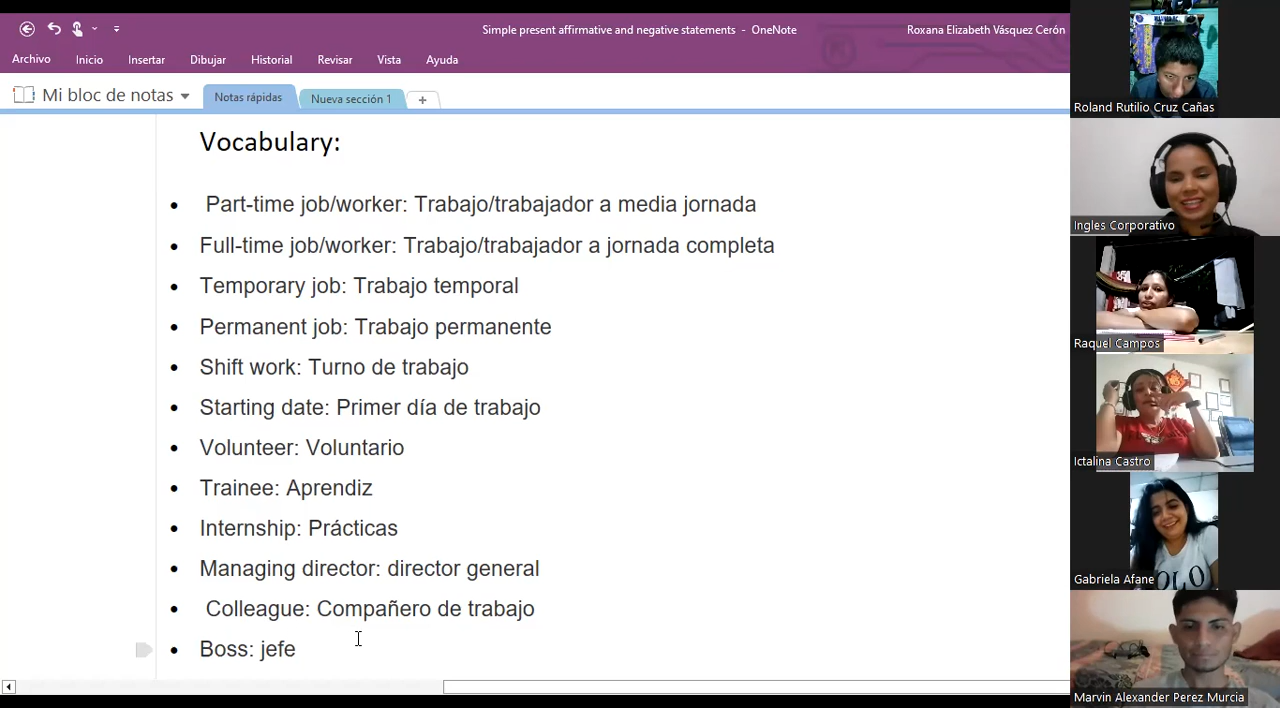 Simple present affirmative and negative statements - OneNote
Roxana Elizabeth Vásquez Cerón
Archivo Inicio Insertar Dibujar Historial Revisar Vista Ayuda
Mi bloc de notas Notas rápidas Nueva sección 1 +
Vocabulary:
• Part-time job/worker: Trabajo/trabajador a media jornada
• Full-time job/worker: Trabajo/trabajador a jornada completa
• Temporary job: Trabajo temporal
• Permanent job: Trabajo permanente
• Shift work: Turno de trabajo
• Starting date: Primer día de trabajo
• Volunteer: Voluntario
• Trainee: Aprendiz
• Internship: Prácticas
• Managing director: director general
• Colleague: Compañero de trabajo
• Boss: jefe
Roland Rutilio Cruz Cañas
Ingles Corporativo
Raquel Campos
Ictalina Castro
Gabriela Afane
Marvin Alexander Perez Murcia